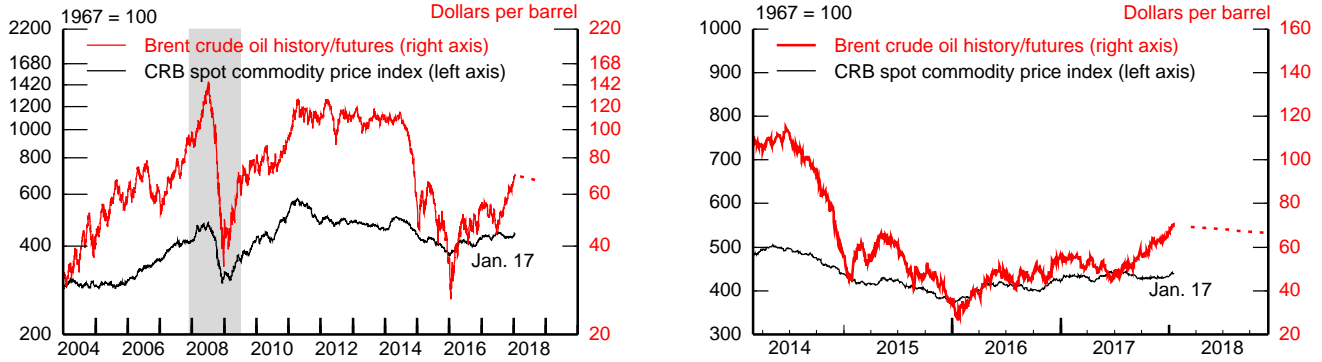 1967 = 100
Dollars per barrel
2200
220
Brent crude oil history/futures (right axis)
1680
168
CRB spot commodity price index (left axis)
1420
142
1200
120
1000
100
800
80
600
60
400
40
Jan. 17
200
20
2004 2006 2008 2010 2012 2014 2016 2018
1967 = 100
Dollars per barrel
1000
160
Brent crude oil history/futures (right axis)
CRB spot commodity price index (left axis)
900
140
800
120
700
100
600
80
500
60
400
40
Jan. 17
300
20
2014 2015 2016 2017 2018